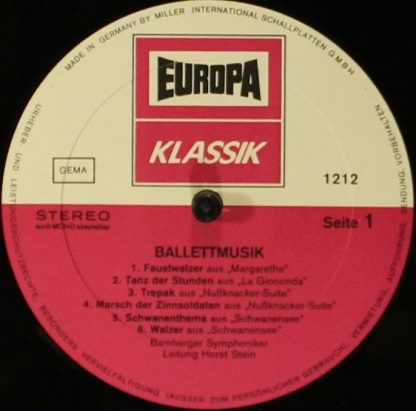 MADE IN GERMANY BY MILLER INTERNATIONAL SCHALLPLATTEN GMBH
EUROPA
KLASSIK
GEMA
1212
STEREO
auch MONO abspielbar
Seite 1
BALLETTMUSIK
1. Faustwalzer aus „Margarethe"
2. Tanz der Stunden aus „La Gioconda"
3. Trepak aus „Nußknacker-Suite"
4. Marsch der Zinnsoldaten aus „Nußknacker-Suite"
5. Schwanenthema aus „Schwanensee"
6. Walzer aus „Schwanensee"
Bamberger Symphoniker
Leitung Horst Stein
URHEBER UND LEISTUNGSSCHUTZRECHTE, BESONDERS VERVIELFÄLTIGUNG (AUSSER ZUM PERSÖNLICHEN GEBRAUCH), VERMIETUNG, AUFFÜHRUNG, SENDUNG VORBEHALTEN